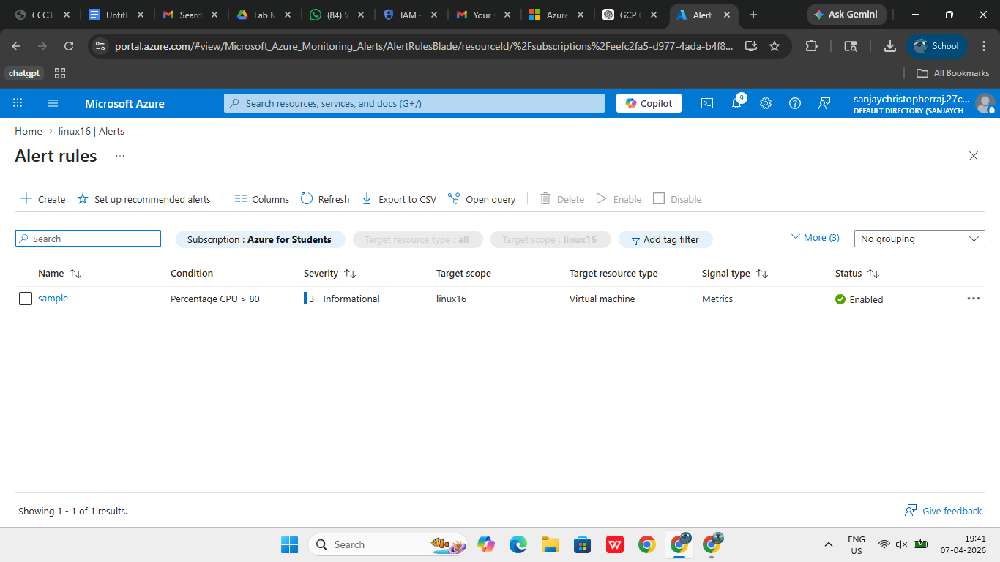 CCC3.
Untitl
Searc
Lab M
(84) V
IAM -
Your s
Azure
GCP C
Alert
Ask Gemini
portal.azure.com/#view/Microsoft_Azure_Monitoring_Alerts/AlertRulesBlade/resourceId/%2Fsubscriptions%2Feefc2fa5-d977-4ada-b4f8...
School
chatgpt
All Bookmarks
Microsoft Azure
Search resources, services, and docs (G+/)
Copilot
9
sanjaychristopherraj.27c...
DEFAULT DIRECTORY (SANJAYCH...
Home > linux16 | Alerts
Alert rules ...
Create
Set up recommended alerts
Columns
Refresh
Export to CSV
Open query
Delete
Enable
Disable
Search
Subscription : Azure for Students
Target resource type : all
Target scope : linux16
Add tag filter
More (3)
No grouping
Name Condition Severity Target scope Target resource type Signal type Status
sample Percentage CPU > 80 3 - Informational linux16 Virtual machine Metrics Enabled
Showing 1 - 1 of 1 results.
Give feedback
Search
ENG
US
19:41
07-04-2026